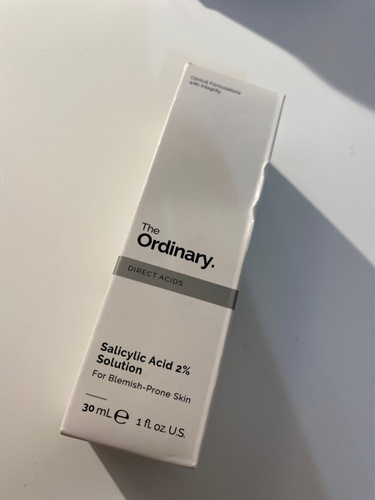 Clinical Formulations
with Integrity.
The
Ordinary.
DIRECT ACIDS
Salicylic Acid 2%
Solution
For Blemish-Prone Skin
30 mL ℮ 1 fl. oz. U.S.